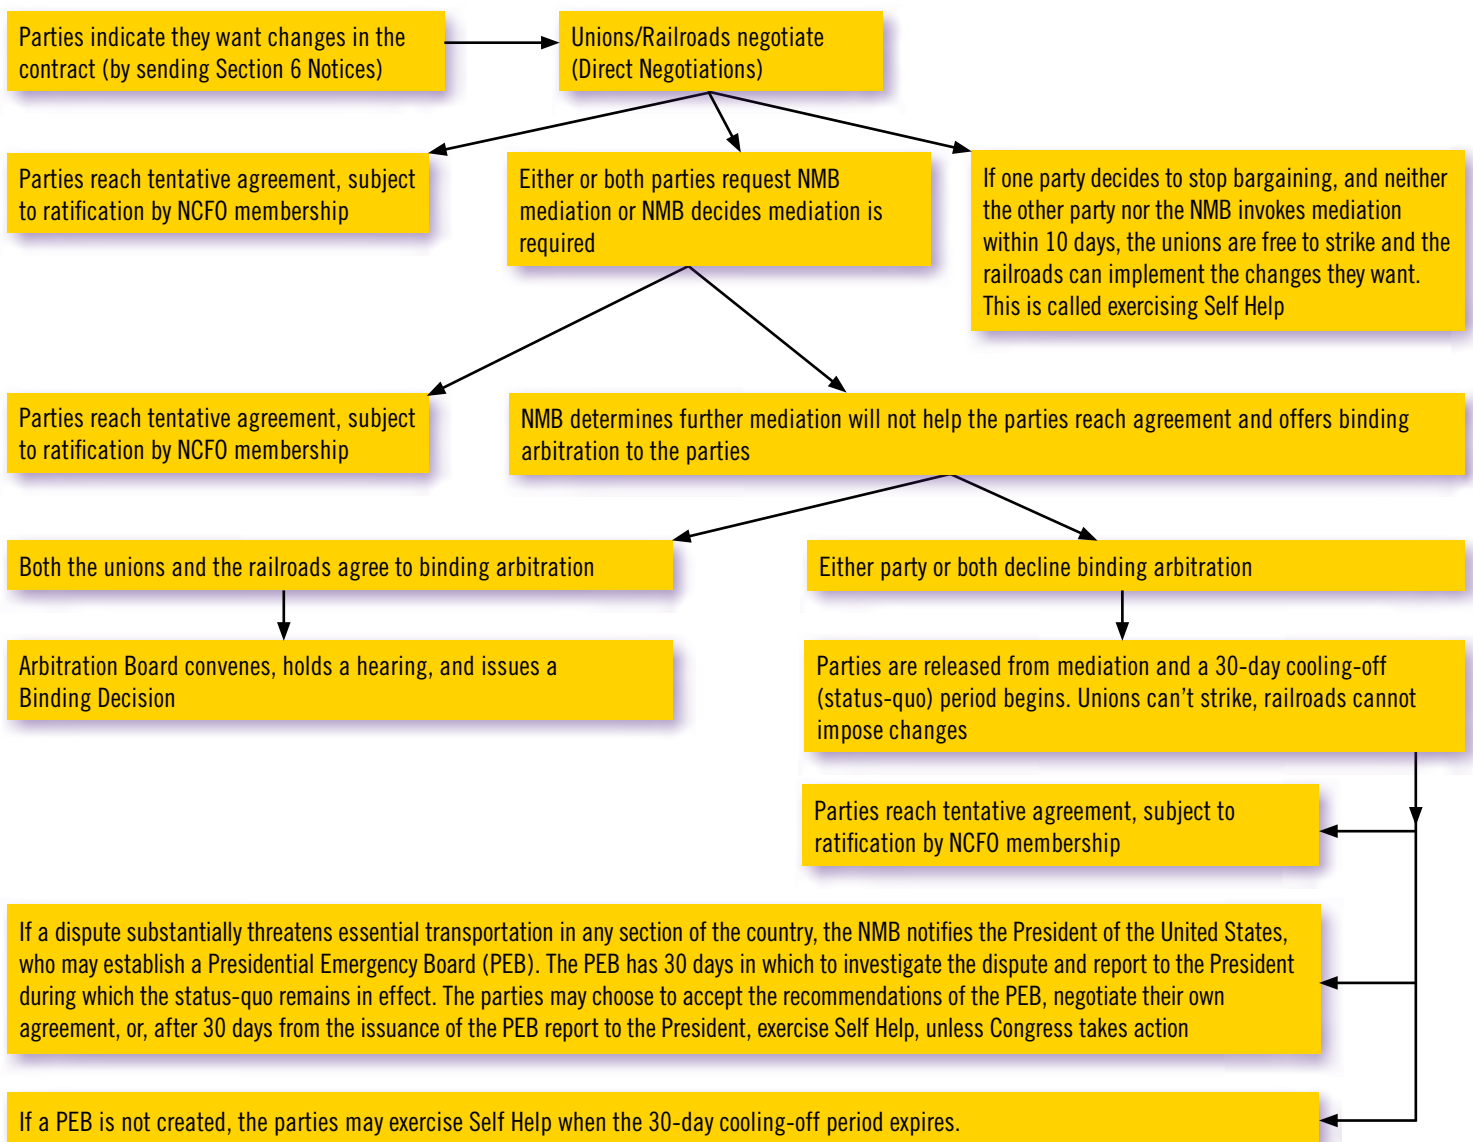 Parties indicate they want changes in the
contract (by sending Section 6 Notices)
Unions/Railroads negotiate
(Direct Negotiations)
Parties reach tentative agreement, subject
to ratification by NCFO membership
Either or both parties request NMB
mediation or NMB decides mediation is
required
If one party decides to stop bargaining, and neither
the other party nor the NMB invokes mediation
within 10 days, the unions are free to strike and the
railroads can implement the changes they want.
This is called exercising Self Help
Parties reach tentative agreement, subject
to ratification by NCFO membership
NMB determines further mediation will not help the parties reach agreement and offers binding
arbitration to the parties
Both the unions and the railroads agree to binding arbitration
Either party or both decline binding arbitration
Arbitration Board convenes, holds a hearing, and issues a
Binding Decision
Parties are released from mediation and a 30-day cooling-off
(status-quo) period begins. Unions can’t strike, railroads cannot
impose changes
Parties reach tentative agreement, subject to
ratification by NCFO membership
If a dispute substantially threatens essential transportation in any section of the country, the NMB notifies the President of the United States,
who may establish a Presidential Emergency Board (PEB). The PEB has 30 days in which to investigate the dispute and report to the President
during which the status-quo remains in effect. The parties may choose to accept the recommendations of the PEB, negotiate their own
agreement, or, after 30 days from the issuance of the PEB report to the President, exercise Self Help, unless Congress takes action
If a PEB is not created, the parties may exercise Self Help when the 30-day cooling-off period expires.